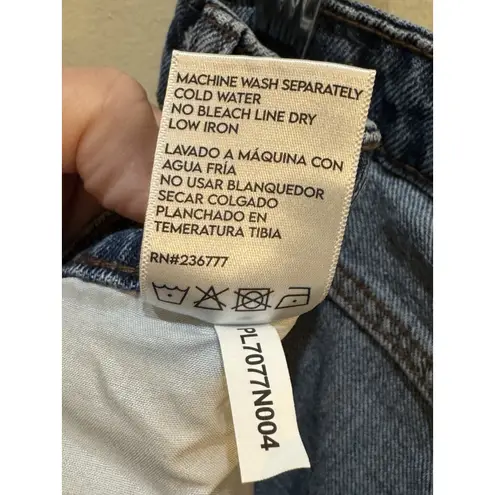 MACHINE WASH SEPARATELY
COLD WATER
NO BLEACH LINE DRY
LOW IRON
LAVADO A MÁQUINA CON
AGUA FRÍA
NO USAR BLANQUEDOR
SECAR COLGADO
PLANCHADO EN
TEMERATURA TIBIA
RN#236777
PL7077N004